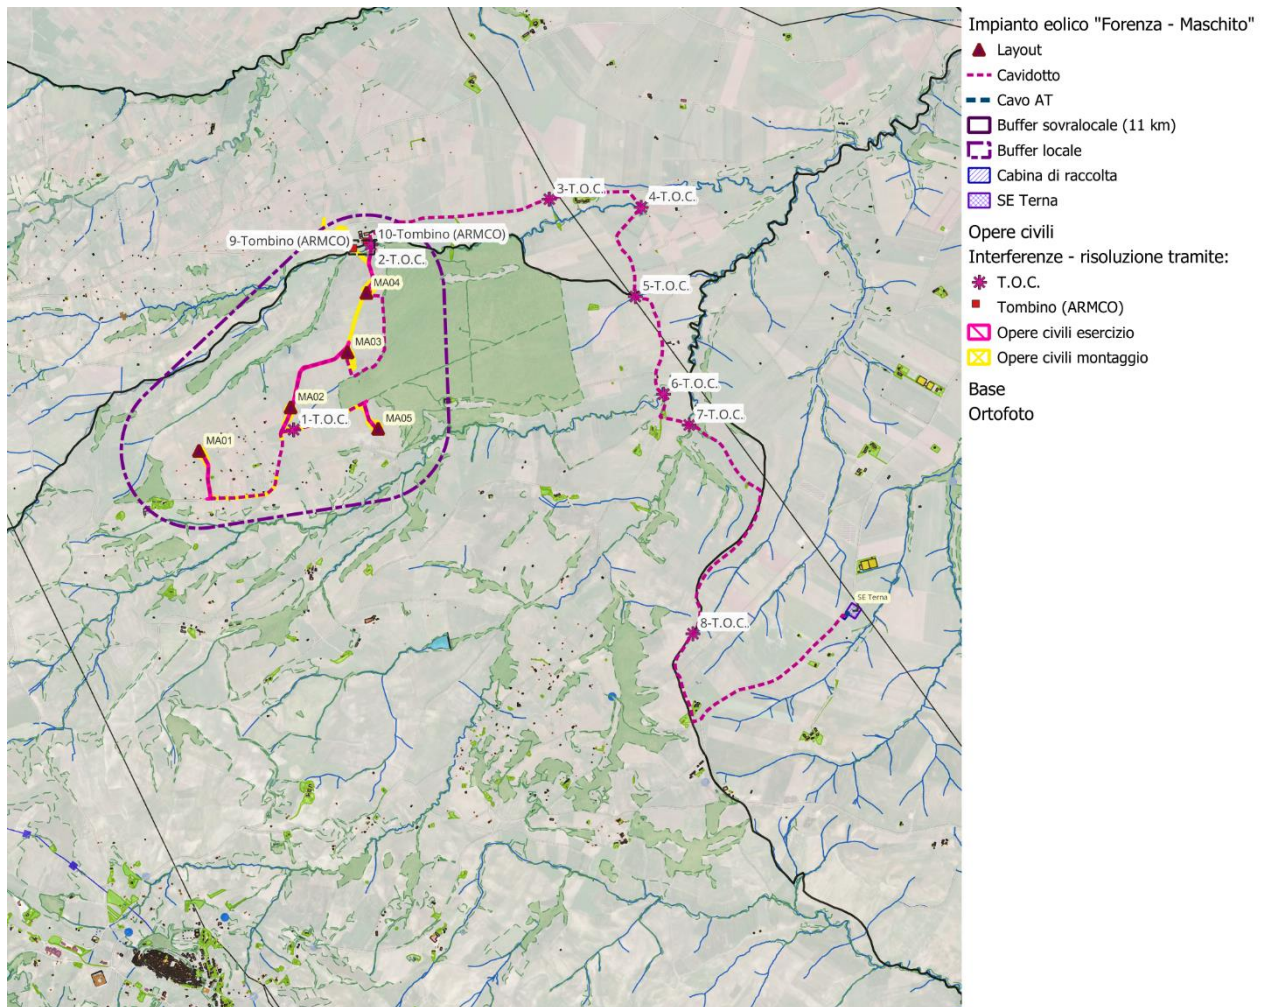 3-T.O.C.
4-T.O.C.
9-Tombino (ARMCO)
10-Tombino (ARMCO)
2-T.O.C.
MA04
5-T.O.C.
MA03
6-T.O.C.
MA02
1-T.O.C.
MA05
7-T.O.C.
MA01
SE Terna
8-T.O.C.
Impianto eolico "Forenza - Maschito"
Layout
Cavidotto
Cavo AT
Buffer sovralocale (11 km)
Buffer locale
Cabina di raccolta
SE Terna
Opere civili
Interferenze - risoluzione tramite:
T.O.C.
Tombino (ARMCO)
Opere civili esercizio
Opere civili montaggio
Base
Ortofoto